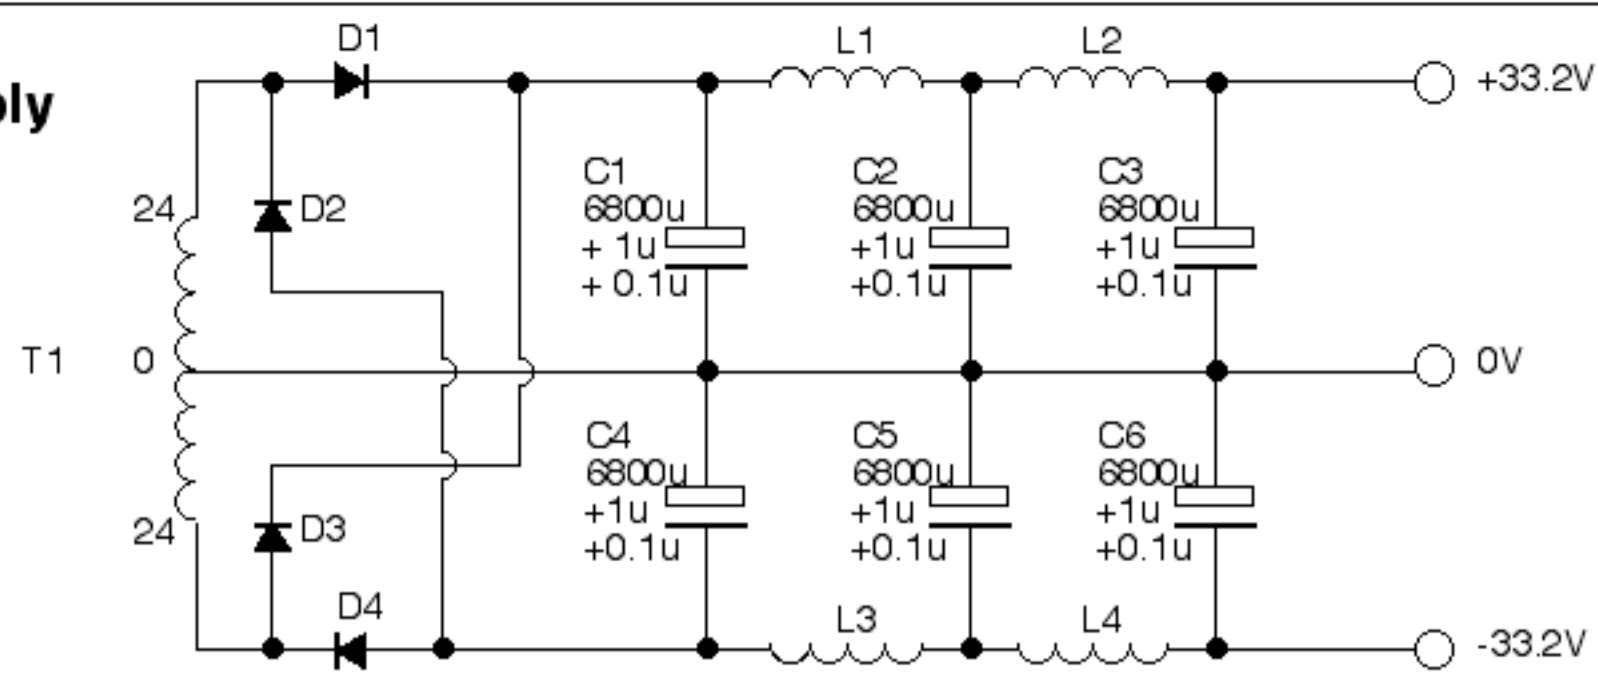 D1
L1
L2
+33.2V
ply
C1
6800u
+ 1u
+ 0.1u
C2
6800u
+1u
+0.1u
C3
6800u
+1u
+0.1u
24
D2
T1
0
0V
C4
6800u
+1u
+0.1u
C5
6800u
+1u
+0.1u
C6
6800u
+1u
+0.1u
24
D3
D4
L3
L4
-33.2V